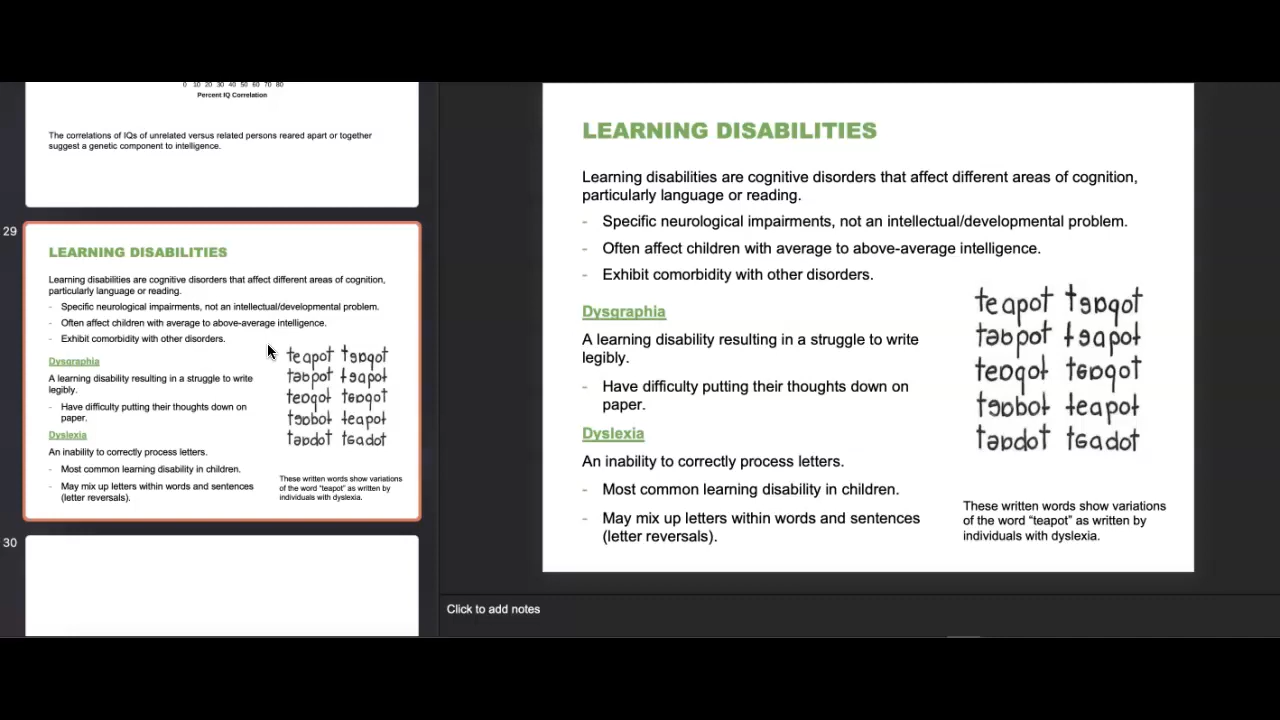 0 10 20 30 40 50 60 70 80
Percent IQ Correlation
The correlations of IQs of unrelated versus related persons reared apart or together
suggest a genetic component to intelligence.
29
LEARNING DISABILITIES
Learning disabilities are cognitive disorders that affect different areas of cognition,
particularly language or reading.
- Specific neurological impairments, not an intellectual/developmental problem.
- Often affect children with average to above-average intelligence.
- Exhibit comorbidity with other disorders.
Dysgraphia
A learning disability resulting in a struggle to write
legibly.
- Have difficulty putting their thoughts down on
paper.
Dyslexia
An inability to correctly process letters.
- Most common learning disability in children.
- May mix up letters within words and sentences
(letter reversals).
teapot
teapot
These written words show variations
of the word “teapot” as written by
individuals with dyslexia.
30
LEARNING DISABILITIES
Learning disabilities are cognitive disorders that affect different areas of cognition,
particularly language or reading.
- Specific neurological impairments, not an intellectual/developmental problem.
- Often affect children with average to above-average intelligence.
- Exhibit comorbidity with other disorders.
Dysgraphia
A learning disability resulting in a struggle to write
legibly.
- Have difficulty putting their thoughts down on
paper.
Dyslexia
An inability to correctly process letters.
- Most common learning disability in children.
- May mix up letters within words and sentences
(letter reversals).
teapot
teapot
These written words show variations
of the word “teapot” as written by
individuals with dyslexia.
Click to add notes